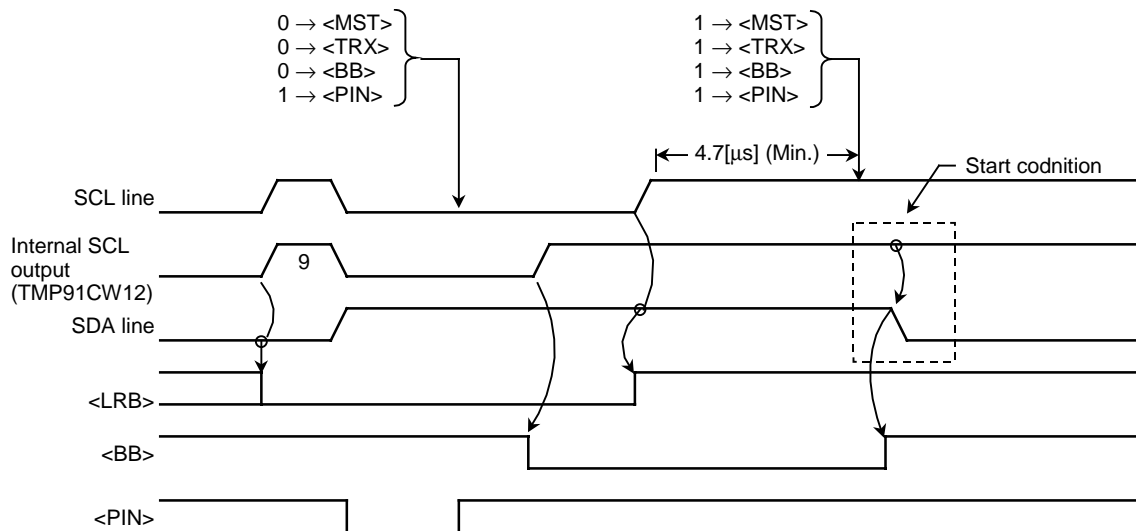 0 → <MST>
0 → <TRX>
0 → <BB>
1 → <PIN>
1 → <MST>
1 → <TRX>
1 → <BB>
1 → <PIN>
4.7[μs] (Min.)
Start codnition
SCL line
Internal SCL
output
(TMP91CW12)
9
SDA line
<LRB>
<BB>
<PIN>